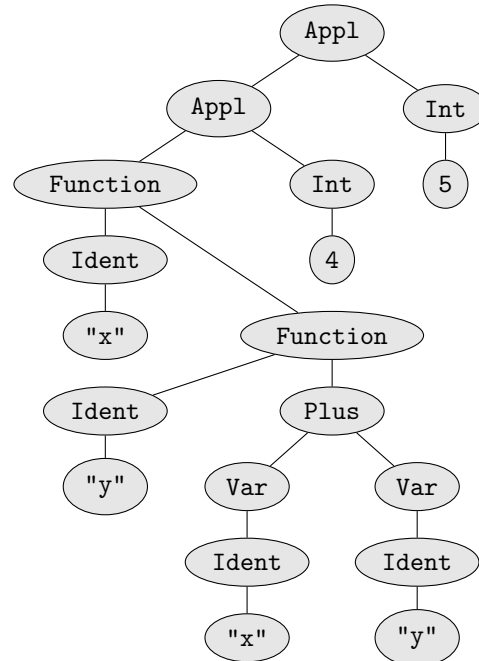 Appl
Appl Int
Function Int 5
Ident 4
"x" Function
Ident Plus
"y" Var Var
Ident Ident
"x" "y"